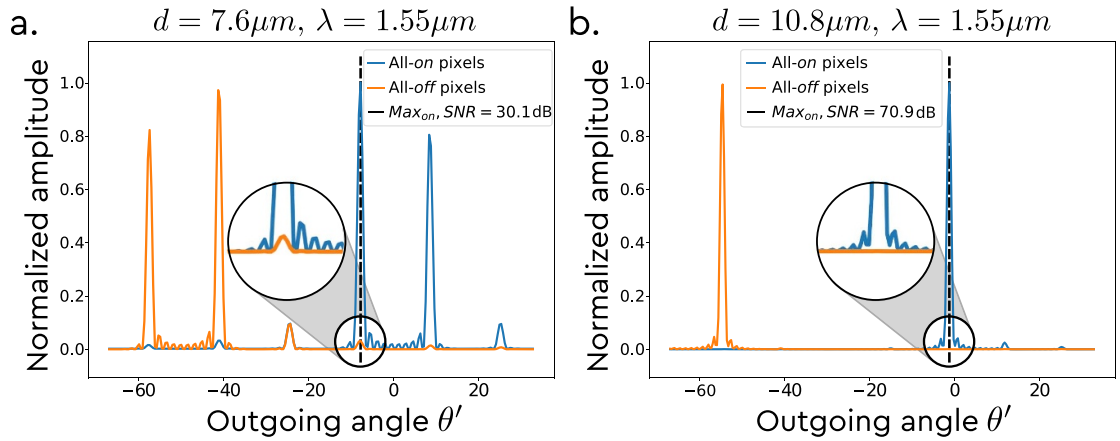 a.
d = 7.6μm, λ = 1.55μm
All-on pixels
All-off pixels
Max_on, SNR = 30.1dB
Normalized amplitude
1.0
0.8
0.6
0.4
0.2
0.0
−60 −40 −20 0 20
Outgoing angle θ′
b.
d = 10.8μm, λ = 1.55μm
All-on pixels
All-off pixels
Max_on, SNR = 70.9dB
Normalized amplitude
1.0
0.8
0.6
0.4
0.2
0.0
−60 −40 −20 0 20
Outgoing angle θ′